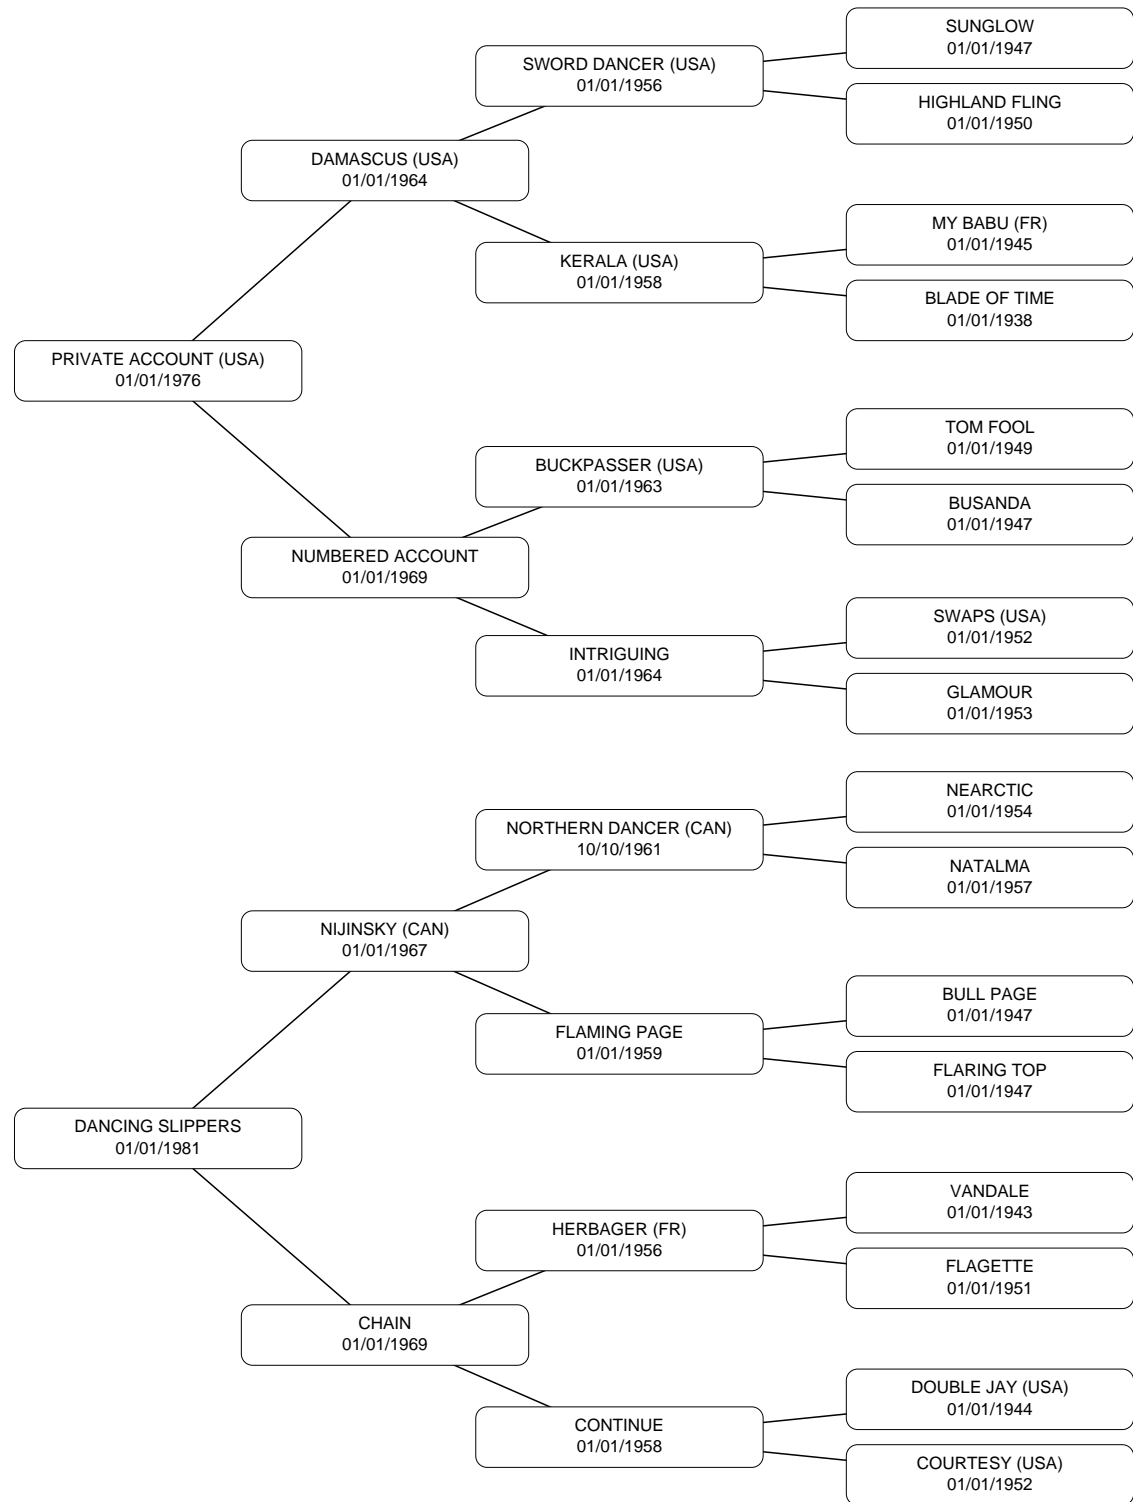 SUNGLOW
01/01/1947
SWORD DANCER (USA)
01/01/1956
HIGHLAND FLING
01/01/1950
DAMASCUS (USA)
01/01/1964
MY BABU (FR)
01/01/1945
KERALA (USA)
01/01/1958
BLADE OF TIME
01/01/1938
PRIVATE ACCOUNT (USA)
01/01/1976
TOM FOOL
01/01/1949
BUCKPASSER (USA)
01/01/1963
BUSANDA
01/01/1947
NUMBERED ACCOUNT
01/01/1969
SWAPS (USA)
01/01/1952
INTRIGUING
01/01/1964
GLAMOUR
01/01/1953
NEARCTIC
01/01/1954
NORTHERN DANCER (CAN)
10/10/1961
NATALMA
01/01/1957
NIJINSKY (CAN)
01/01/1967
BULL PAGE
01/01/1947
FLAMING PAGE
01/01/1959
FLARING TOP
01/01/1947
DANCING SLIPPERS
01/01/1981
VANDALE
01/01/1943
HERBAGER (FR)
01/01/1956
FLAGETTE
01/01/1951
CHAIN
01/01/1969
DOUBLE JAY (USA)
01/01/1944
CONTINUE
01/01/1958
COURTESY (USA)
01/01/1952